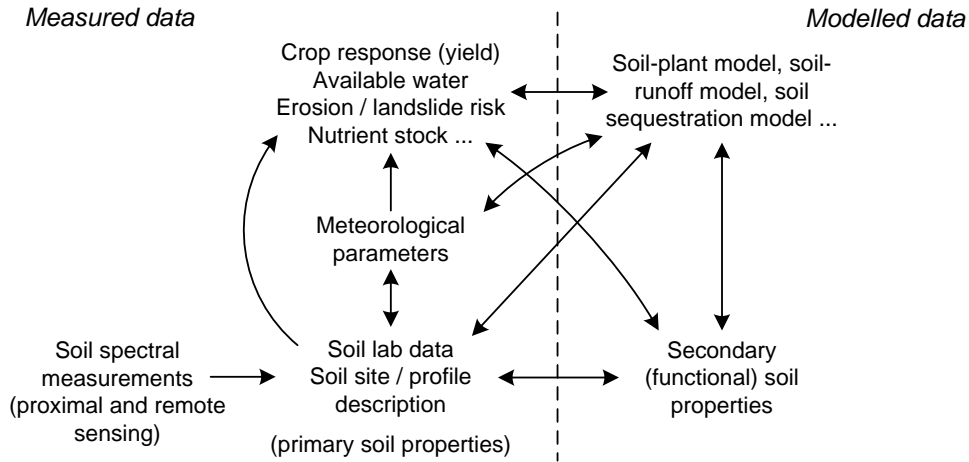 Measured data
Modelled data
Crop response (yield)
Available water
Erosion / landslide risk
Nutrient stock ...
Soil-plant model, soil-
runoff model, soil
sequestration model ...
Meteorological
parameters
Soil spectral
measurements
(proximal and remote
sensing)
Soil lab data
Soil site / profile
description
(primary soil properties)
Secondary
(functional) soil
properties